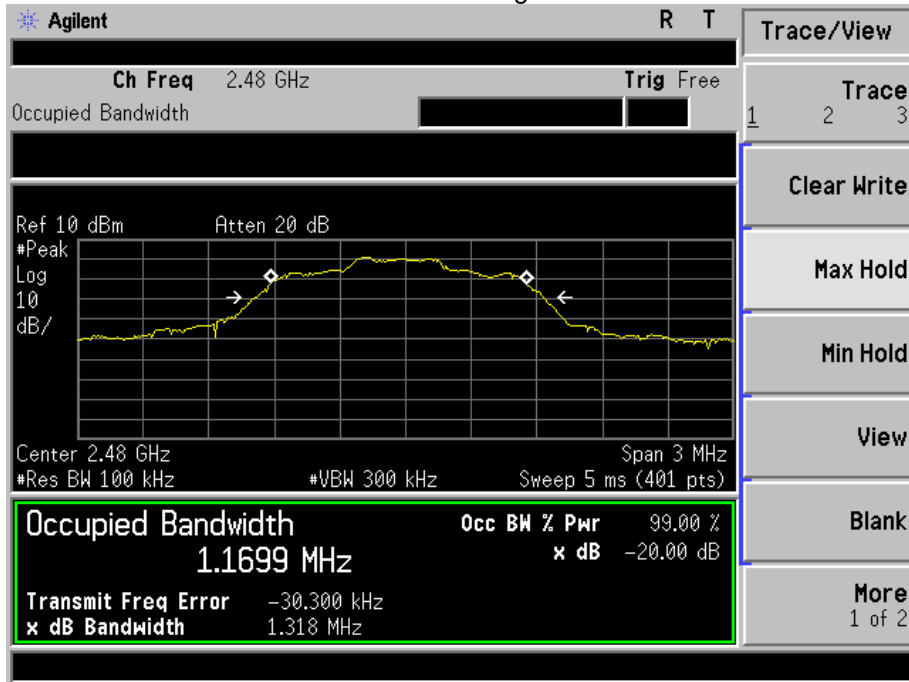 Agilent R T
Trace/View
Ch Freq 2.48 GHz Trig Free
Occupied Bandwidth
Trace
1 2 3
Clear Write
Ref 10 dBm Atten 20 dB
#Peak
Log
10
dB/
Max Hold
Min Hold
Center 2.48 GHz Span 3 MHz
#Res BW 100 kHz #VBW 300 kHz Sweep 5 ms (401 pts)
View
Occupied Bandwidth Occ BW % Pwr 99.00 %
1.1699 MHz x dB -20.00 dB
Blank
Transmit Freq Error -30.300 kHz
x dB Bandwidth 1.318 MHz
More
1 of 2